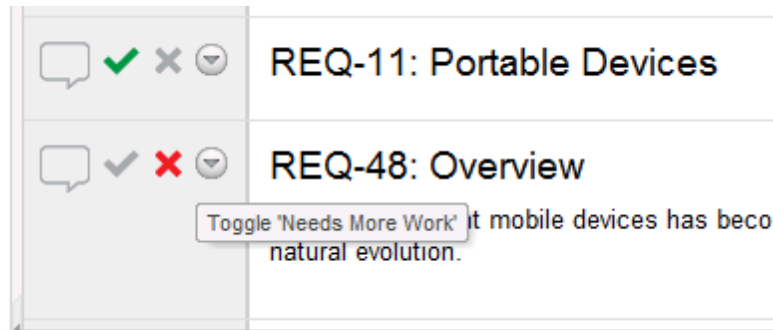 REQ-11: Portable Devices
REQ-48: Overview
Toggle 'Needs More Work'
t mobile devices has beco
natural evolution.